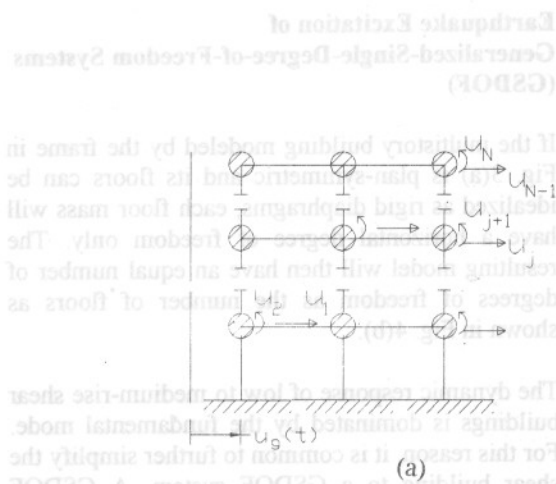 Earthquake Excitation of
Generalized-Single-Degree-of-Freedom Systems
(GSDOF)
If the multistory building modeled by the frame in
Fig. 3(a) is plan-symmetric and its floors can be
idealized as rigid diaphragms, each floor mass will
have a horizontal degree of freedom only. The
resulting model will then have an equal number of
degrees of freedom as the number of floors as
shown in Fig. 4(b).
The dynamic response of low to medium-rise shear
buildings is dominated by the fundamental mode.
For this reason, it is common to further simplify the
shear building to a GSDOF system. A GSDOF
u_N
u_{N-1}
u_{j+1}
u_j
u_2 u_1
u_g(t)
(a)